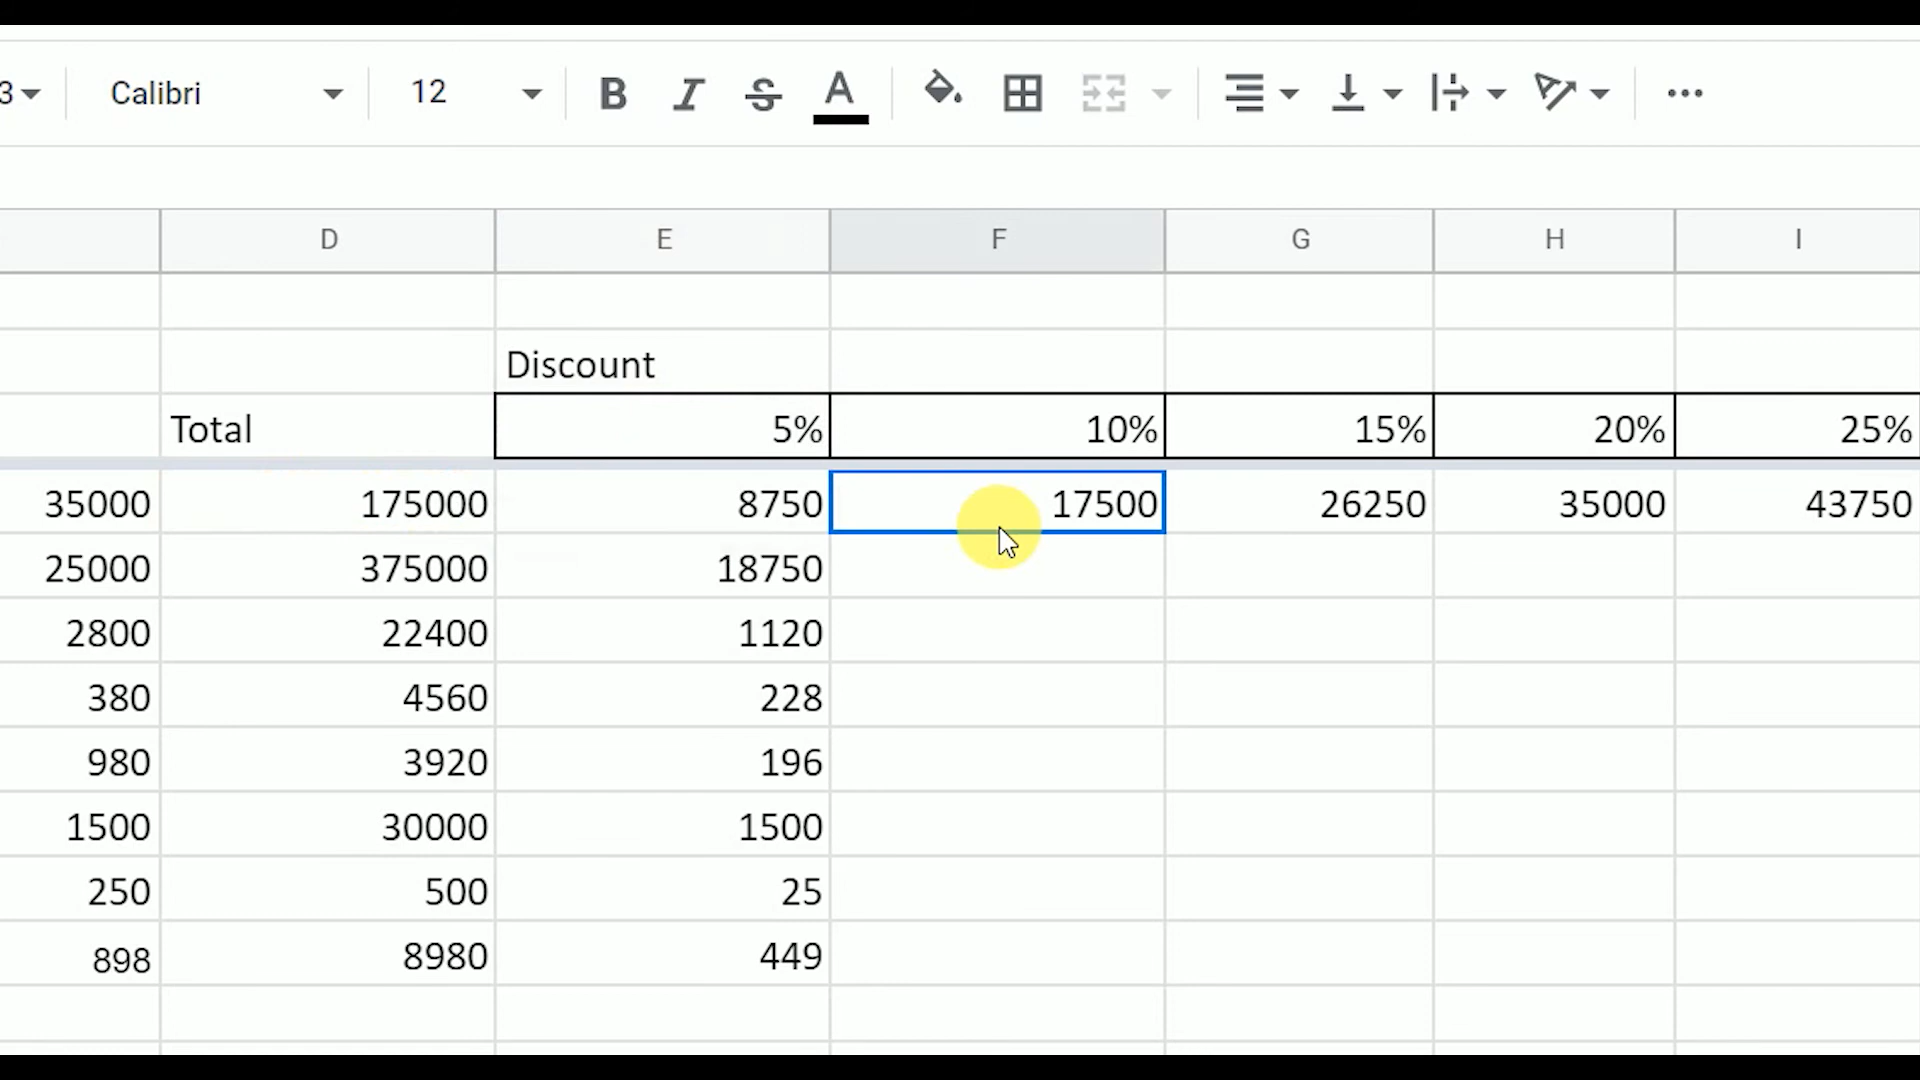 3 Calibri 12 B I S A
D E F G H I
Discount
Total 5% 10% 15% 20% 25%
35000 175000 8750 17500 26250 35000 43750
25000 375000 18750
2800 22400 1120
380 4560 228
980 3920 196
1500 30000 1500
250 500 25
898 8980 449